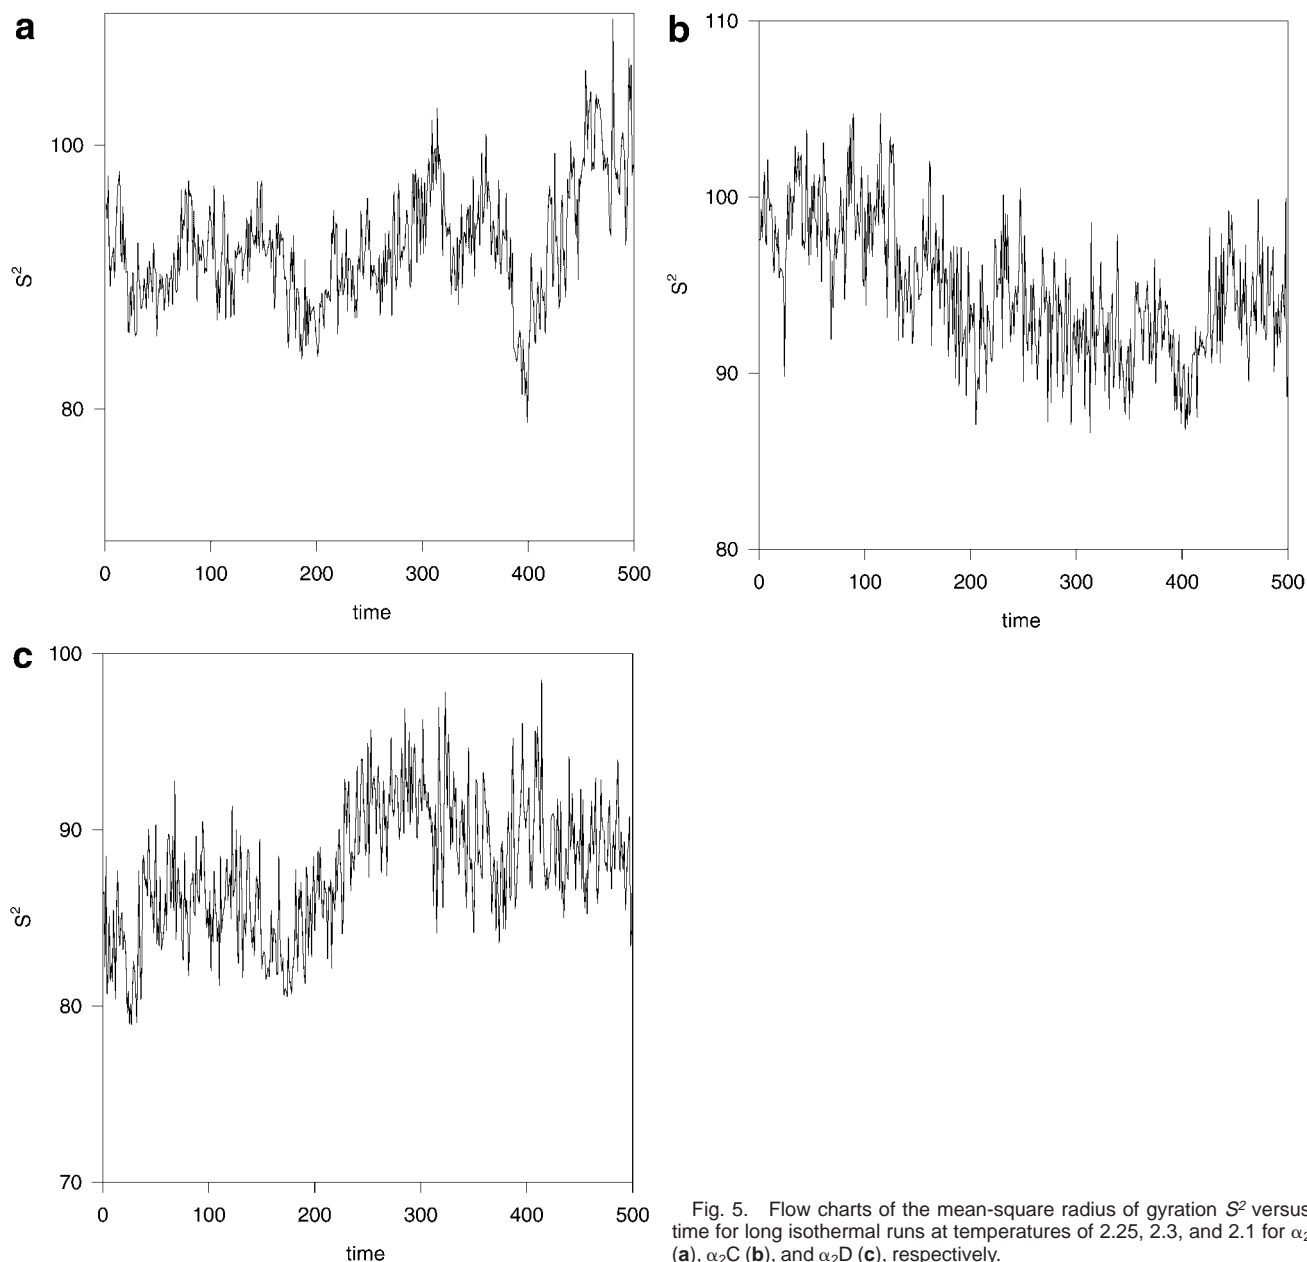 a
100
80
S²
0 100 200 300 400 500
time
b
110
100
90
80
S²
0 100 200 300 400 500
time
c
100
90
80
70
S²
0 100 200 300 400 500
time
Fig. 5. Flow charts of the mean-square radius of gyration S² versus
time for long isothermal runs at temperatures of 2.25, 2.3, and 2.1 for α₂
(a), α₂C (b), and α₂D (c), respectively.